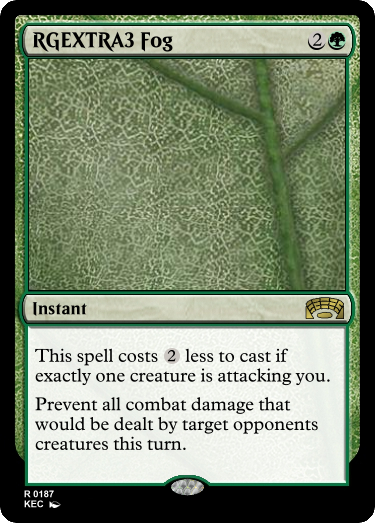 RGEXTRA3 Fog 2
Instant
This spell costs 2 less to cast if
exactly one creature is attacking you.
Prevent all combat damage that
would be dealt by target opponents
creatures this turn.
R 0187
KEC